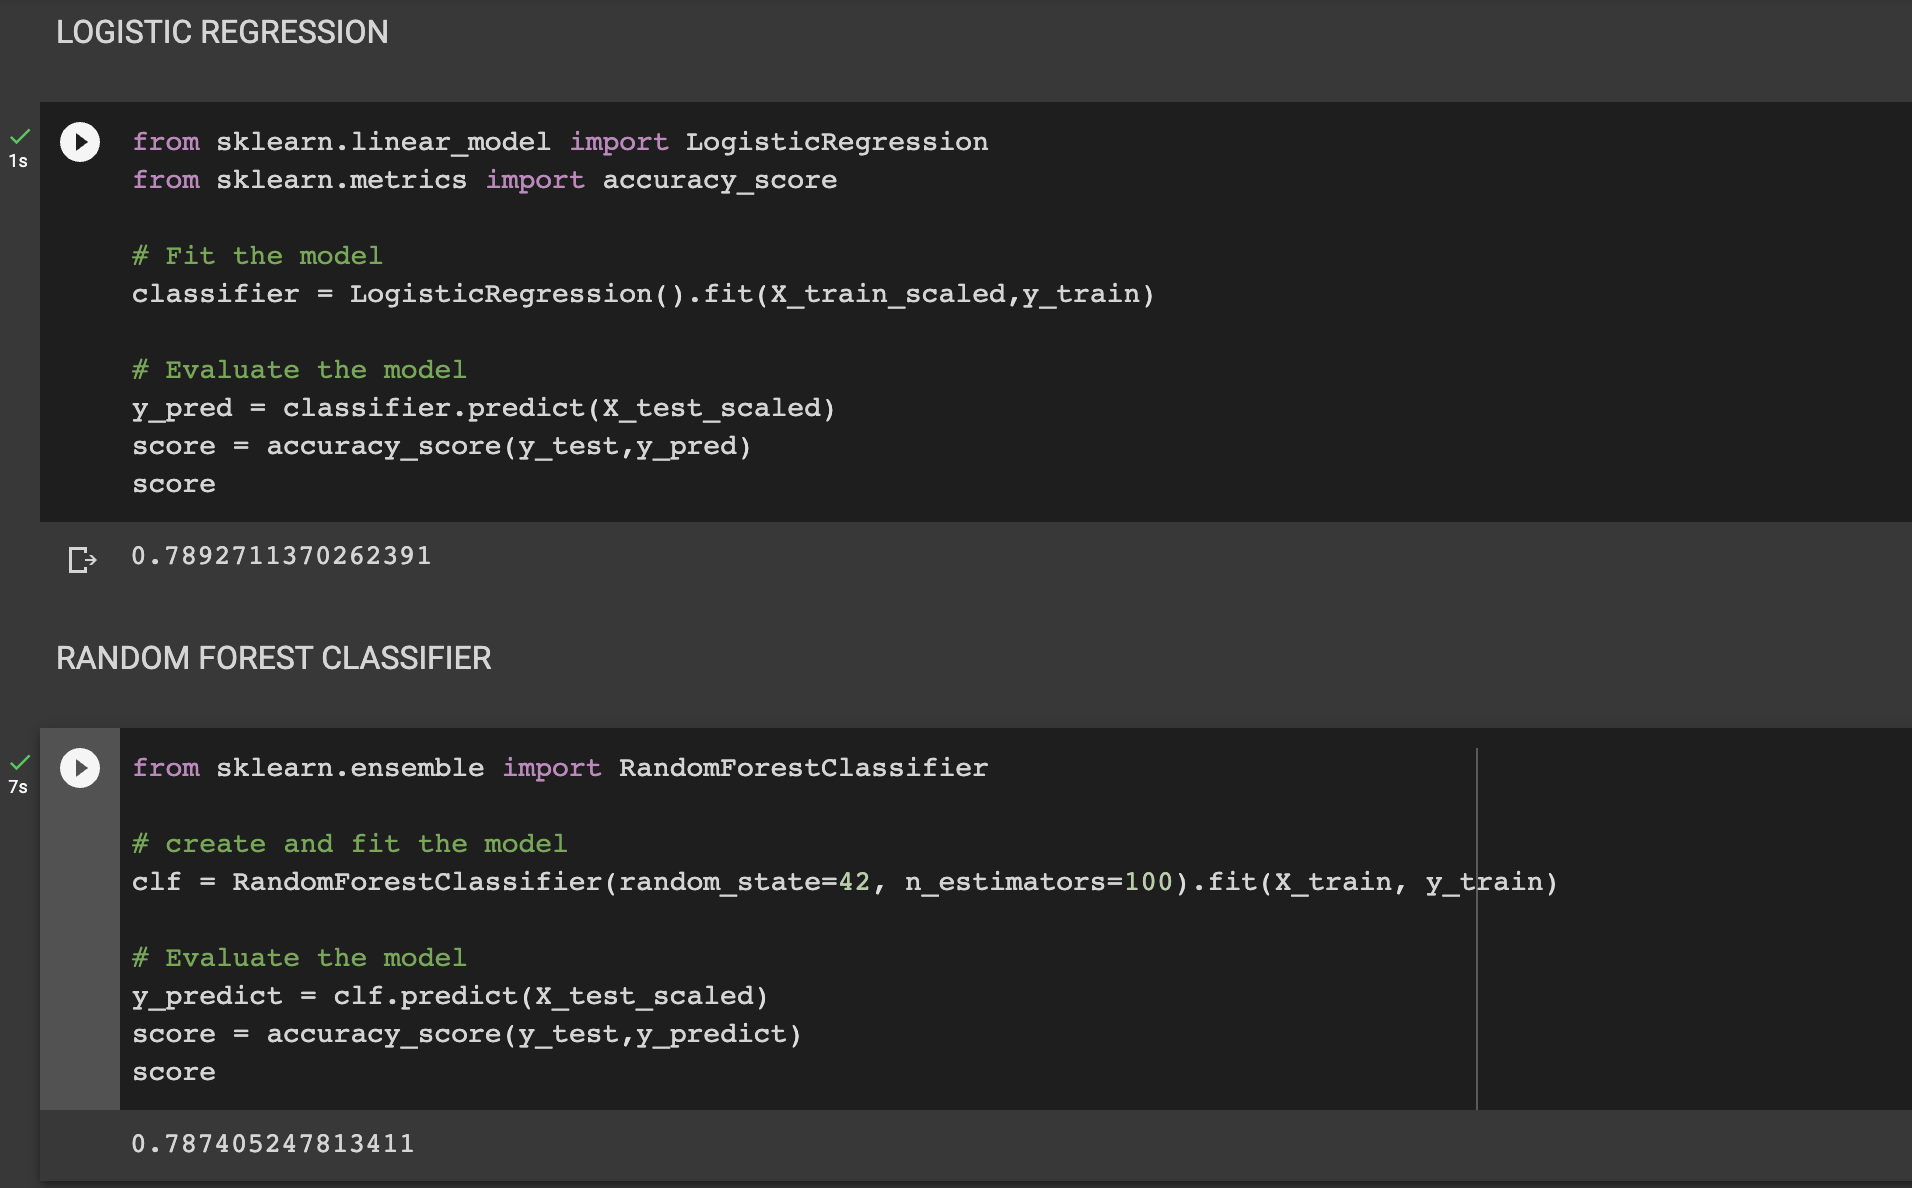 LOGISTIC REGRESSION
1s
from sklearn.linear_model import LogisticRegression
from sklearn.metrics import accuracy_score
# Fit the model
classifier = LogisticRegression().fit(X_train_scaled,y_train)
# Evaluate the model
y_pred = classifier.predict(X_test_scaled)
score = accuracy_score(y_test,y_pred)
score
0.7892711370262391
RANDOM FOREST CLASSIFIER
7s
from sklearn.ensemble import RandomForestClassifier
# create and fit the model
clf = RandomForestClassifier(random_state=42, n_estimators=100).fit(X_train, y_train)
# Evaluate the model
y_predict = clf.predict(X_test_scaled)
score = accuracy_score(y_test,y_predict)
score
0.787405247813411